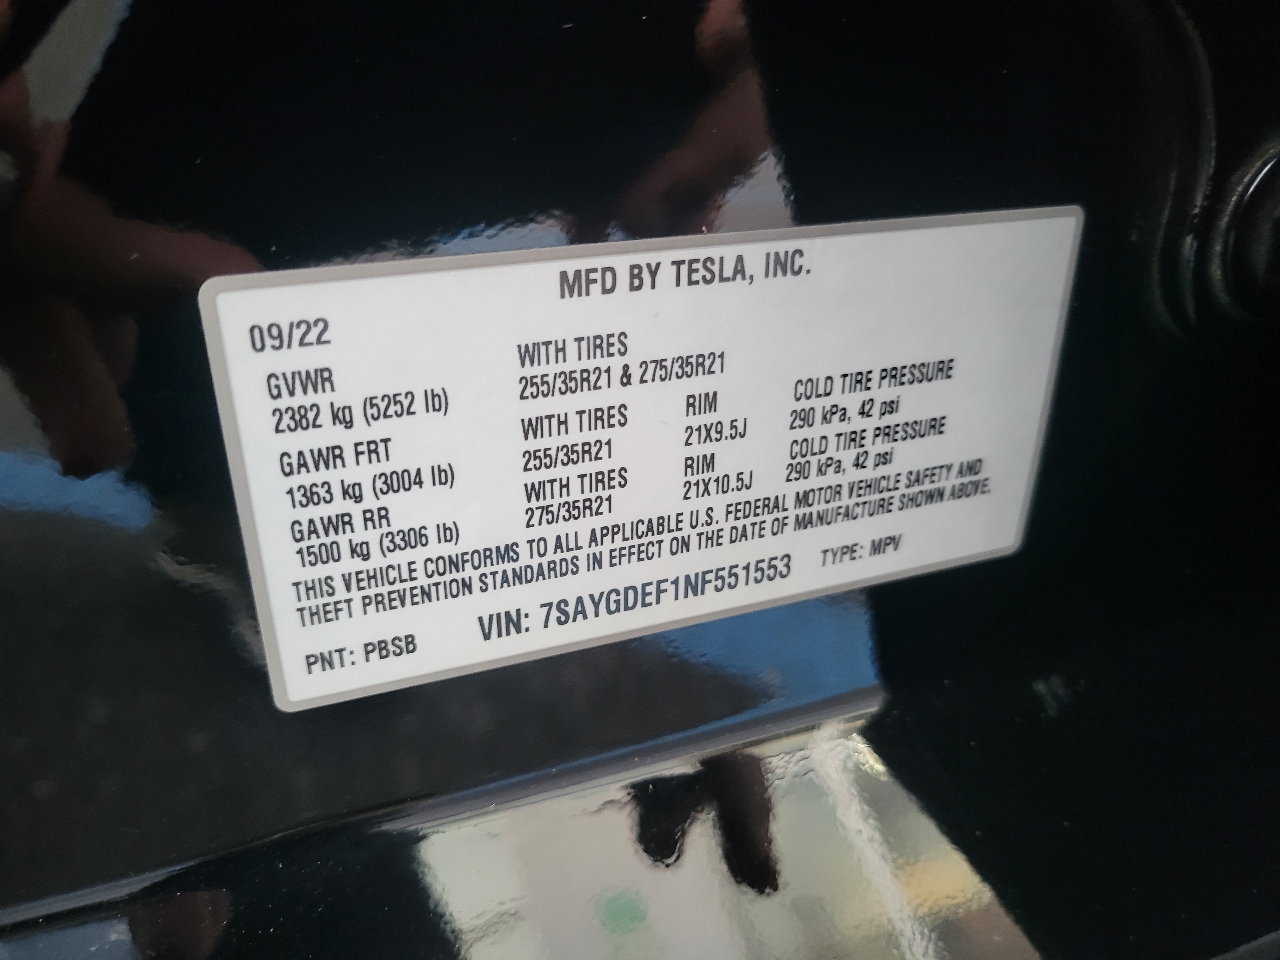 MFD BY TESLA, INC.
09/22
GVWR WITH TIRES
2382 kg (5252 lb) 255/35R21 & 275/35R21
GAWR FRT WITH TIRES RIM COLD TIRE PRESSURE
1363 kg (3004 lb) 255/35R21 21X9.5J 290 kPa, 42 psi
GAWR RR WITH TIRES RIM COLD TIRE PRESSURE
1500 kg (3306 lb) 275/35R21 21X10.5J 290 kPa, 42 psi
THIS VEHICLE CONFORMS TO ALL APPLICABLE U.S. FEDERAL MOTOR VEHICLE SAFETY AND
THEFT PREVENTION STANDARDS IN EFFECT ON THE DATE OF MANUFACTURE SHOWN ABOVE.
PNT: PBSB VIN: 7SAYGDEF1NF551553 TYPE: MPV